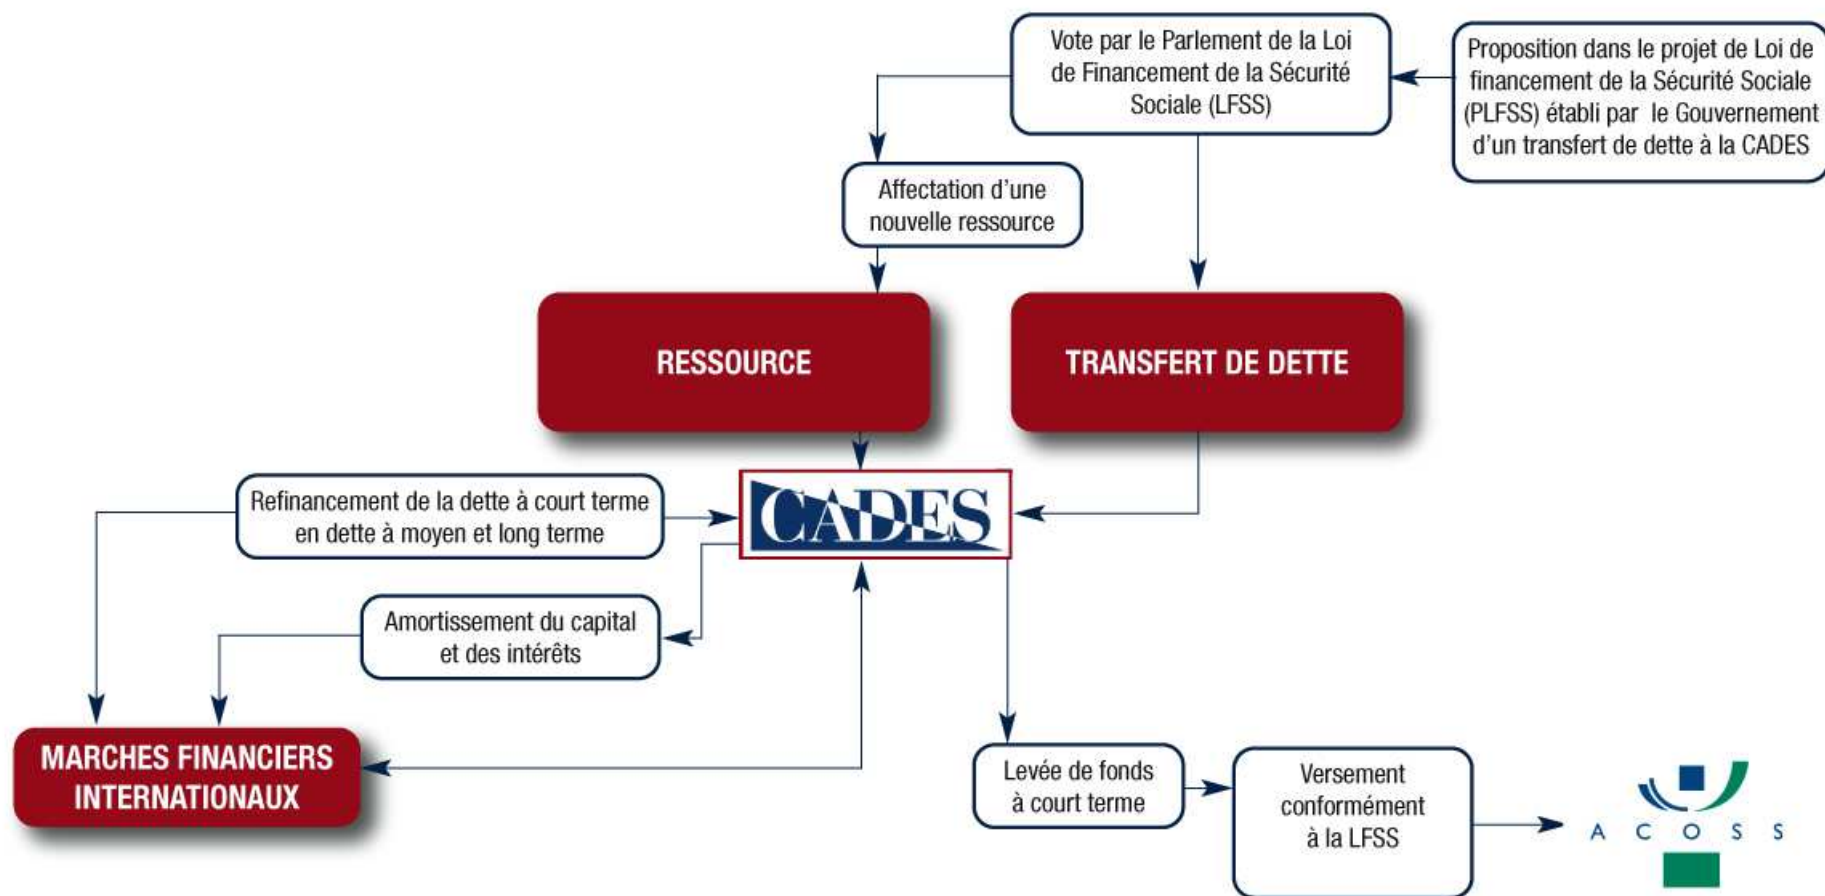 Vote par le Parlement de la Loi
de Financement de la Sécurité
Sociale (LFSS)
Proposition dans le projet de Loi de
financement de la Sécurité Sociale
(PLFSS) établi par le Gouvernement
d'un transfert de dette à la CADES
Affectation d'une
nouvelle ressource
RESSOURCE
TRANSFERT DE DETTE
Refinancement de la dette à court terme
en dette à moyen et long terme
CADES
Amortissement du capital
et des intérêts
MARCHES FINANCIERS
INTERNATIONAUX
Levée de fonds
à court terme
Versement
conformément
à la LFSS
ACOSS